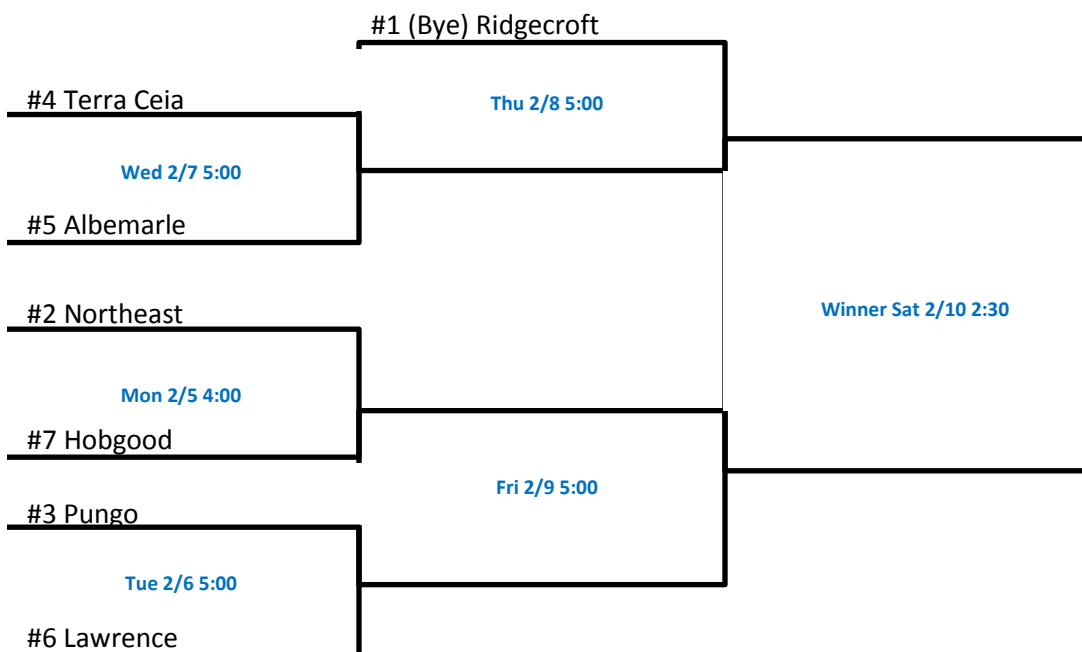 #1 (Bye) Ridgecroft
#4 Terra Ceia
Thu 2/8 5:00
Wed 2/7 5:00
#5 Albemarle
#2 Northeast
Winner Sat 2/10 2:30
Mon 2/5 4:00
#7 Hobgood
Fri 2/9 5:00
#3 Pungo
Tue 2/6 5:00
#6 Lawrence